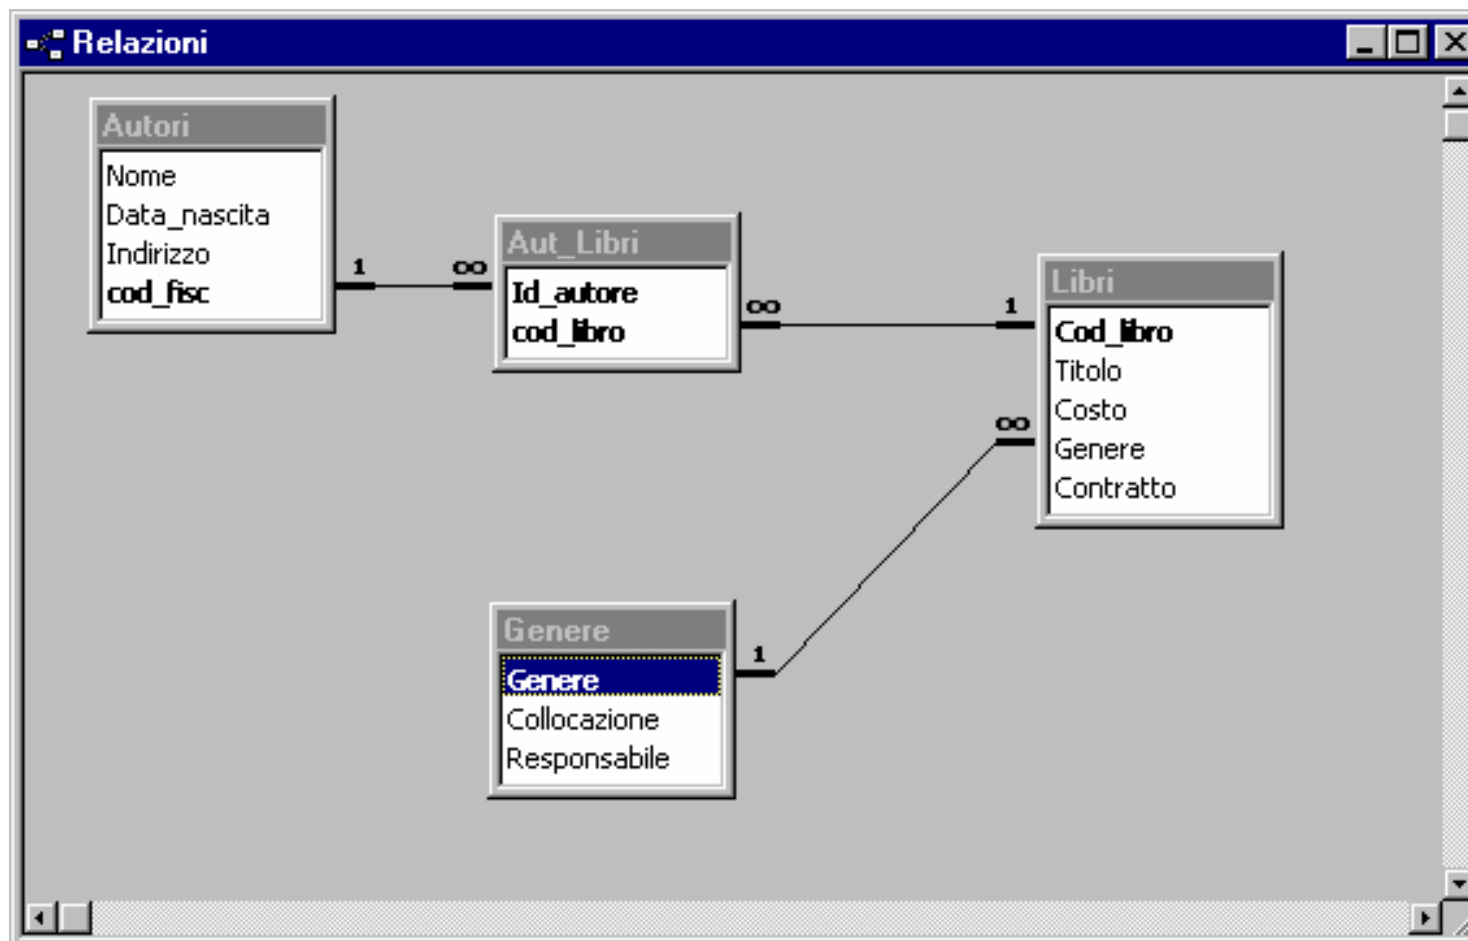 Relazioni
Autori
Nome
Data_nascita
Indirizzo
cod_fisc
1
∞
Aut_Libri
Id_autore
cod_libro
∞
1
Libri
Cod_libro
Titolo
Costo
Genere
Contratto
∞
1
Genere
Genere
Collocazione
Responsabile